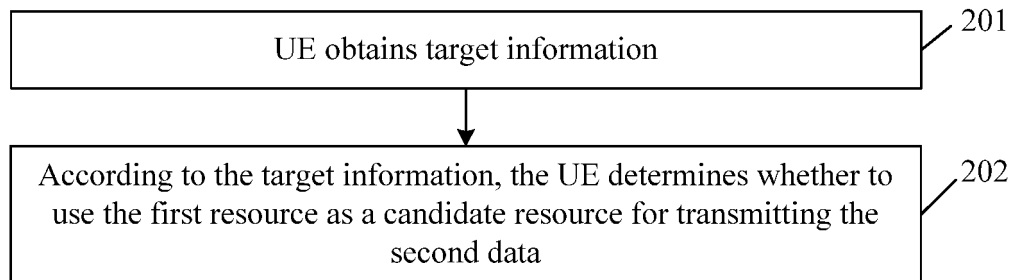 UE obtains target information
201
According to the target information, the UE determines whether to
use the first resource as a candidate resource for transmitting the
second data
202